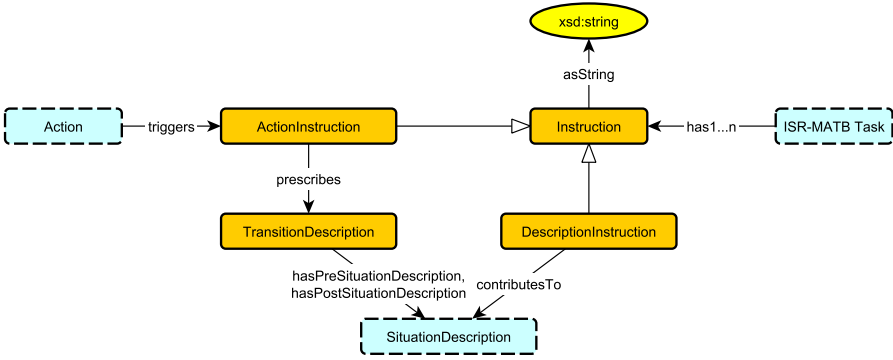 xsd:string
asString
Action
triggers
ActionInstruction
Instruction
has1...n
ISR-MATB Task
prescribes
TransitionDescription
DescriptionInstruction
hasPreSituationDescription,
hasPostSituationDescription
contributesTo
SituationDescription